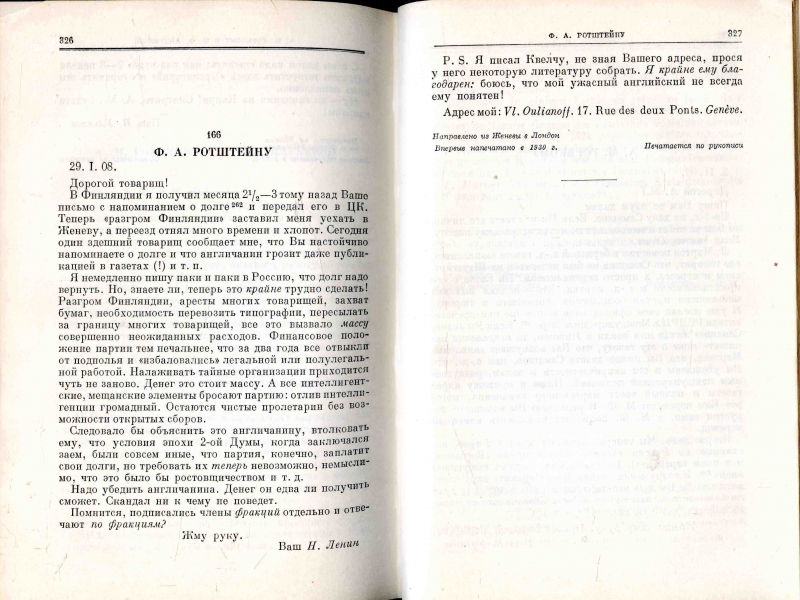 326
166
Ф. А. РОТШТЕЙНУ
29. I. 08.
Дорогой товарищ!
В Финляндии я получил месяца 2½—3 тому назад Ваше
письмо с напоминанием о долге²⁶² и передал его в ЦК.
Теперь «разгром Финляндии» заставил меня уехать в
Женеву, а переезд отнял много времени и хлопот. Сегодня
один здешний товарищ сообщает мне, что Вы настойчиво
напоминаете о долге и что англичанин грозит даже публи-
кацией в газетах (!) и т. п.
Я немедленно пишу паки и паки в Россию, что долг надо
вернуть. Но, знаете ли, теперь это крайне трудно сделать!
Разгром Финляндии, аресты многих товарищей, захват
бумаг, необходимость перевозить типографии, пересылать
за границу многих товарищей, все это вызвало массу
совершенно неожиданных расходов. Финансовое поло-
жение партии тем печальнее, что за два года все отвыкли
от подполья и «избаловались» легальной или полулегаль-
ной работой. Налаживать тайные организации приходится
чуть не заново. Денег это стоит массу. А все интеллигент-
ские, мещанские элементы бросают партию: отлив интелли-
генции громадный. Остаются чистые пролетарии без воз-
можности открытых сборов.
Следовало бы объяснить это англичанину, втолковать
ему, что условия эпохи 2-ой Думы, когда заключался
заем, были совсем иные, что партия, конечно, заплатит
свои долги, но требовать их теперь невозможно, немысли-
мо, что это было бы ростовщичеством и т. д.
Надо убедить англичанина. Денег он едва ли получить
сможет. Скандал ни к чему не поведет.
Помнится, подписались члены фракций отдельно и отве-
чают по фракциям?
Жму руку.
Ваш Н. Ленин
Ф. А. РОТШТЕЙНУ 327
P. S. Я писал Квелчу, не зная Вашего адреса, прося
у него некоторую литературу собрать. Я крайне ему бла-
годарен: боюсь, что мой ужасный английский не всегда
ему понятен!
Адрес мой: Vl. Oulianoff. 17. Rue des deux Ponts. Genève.
Направлено из Женевы в Лондон
Впервые напечатано в 1930 г. Печатается по рукописи